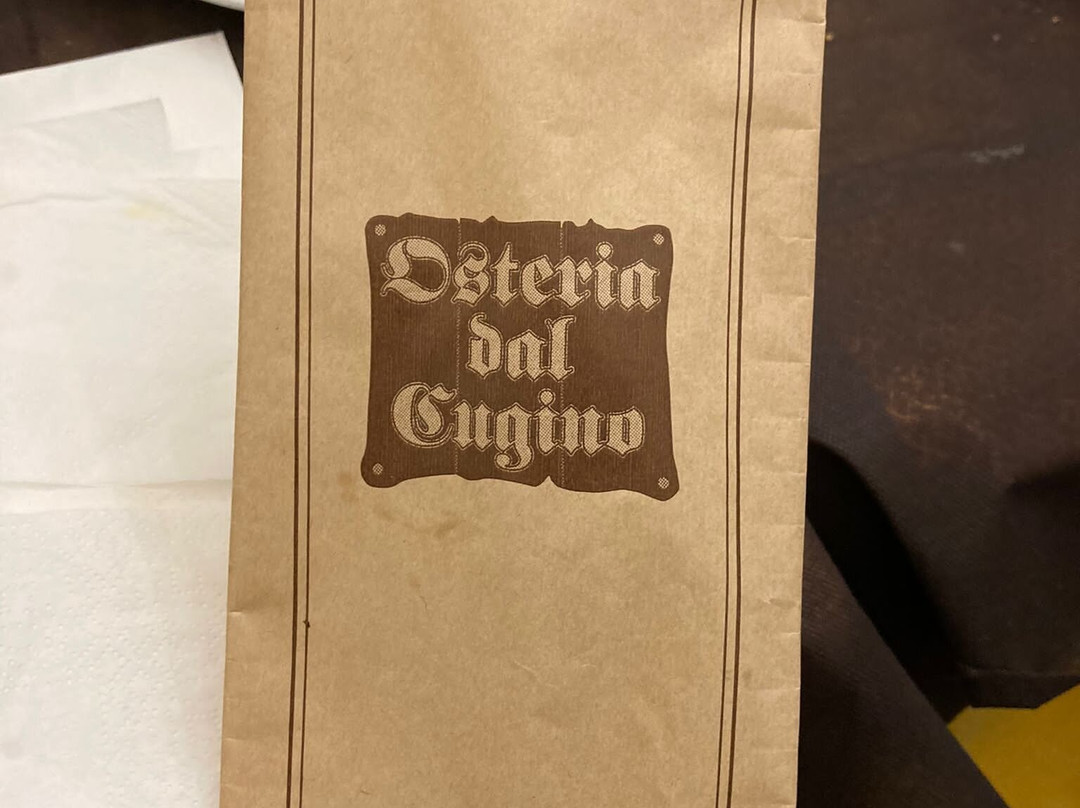 Osteria
dal
Cugino